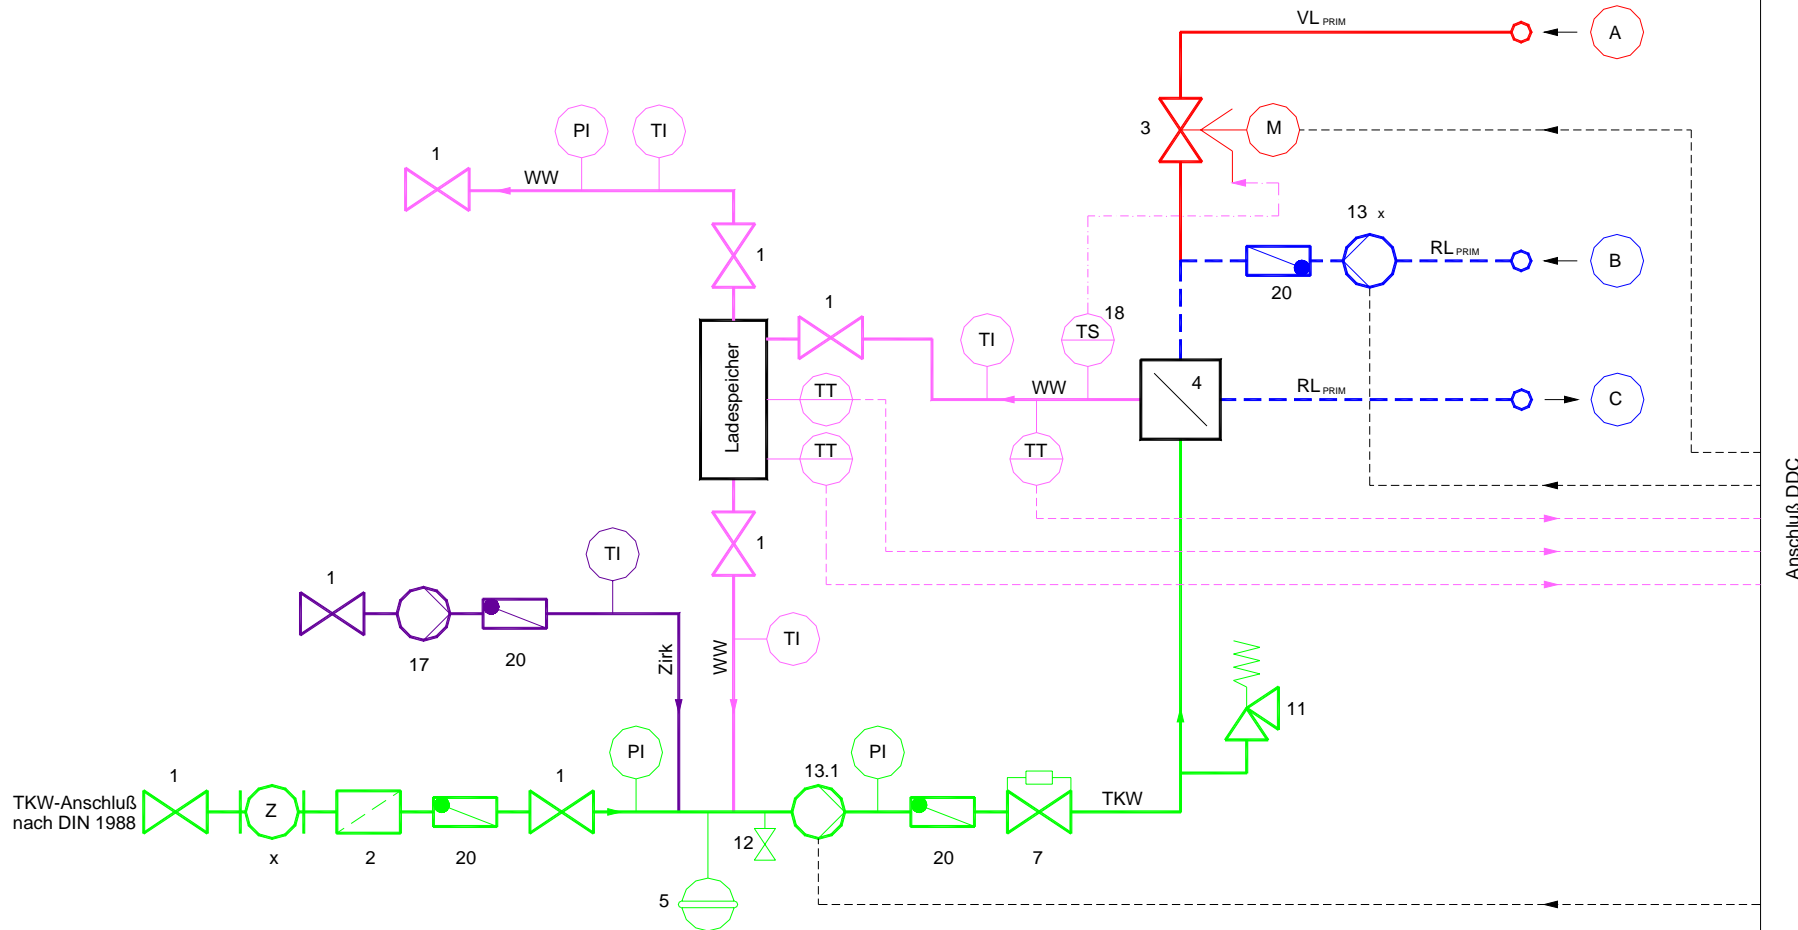 VL PRIM
A
3
M
PI
TI
1
WW
1
13 x
20
RL PRIM
B
1
TI
TS
18
Ladespeicher
TT
TT
WW
TT
4
RL PRIM
C
Anschluß DDC
1
TI
1
17
20
Zirk
WW
TI
11
TKW-Anschluß
nach DIN 1988
1
Z
x
2
20
1
PI
5
12
13.1
PI
20
7
TKW